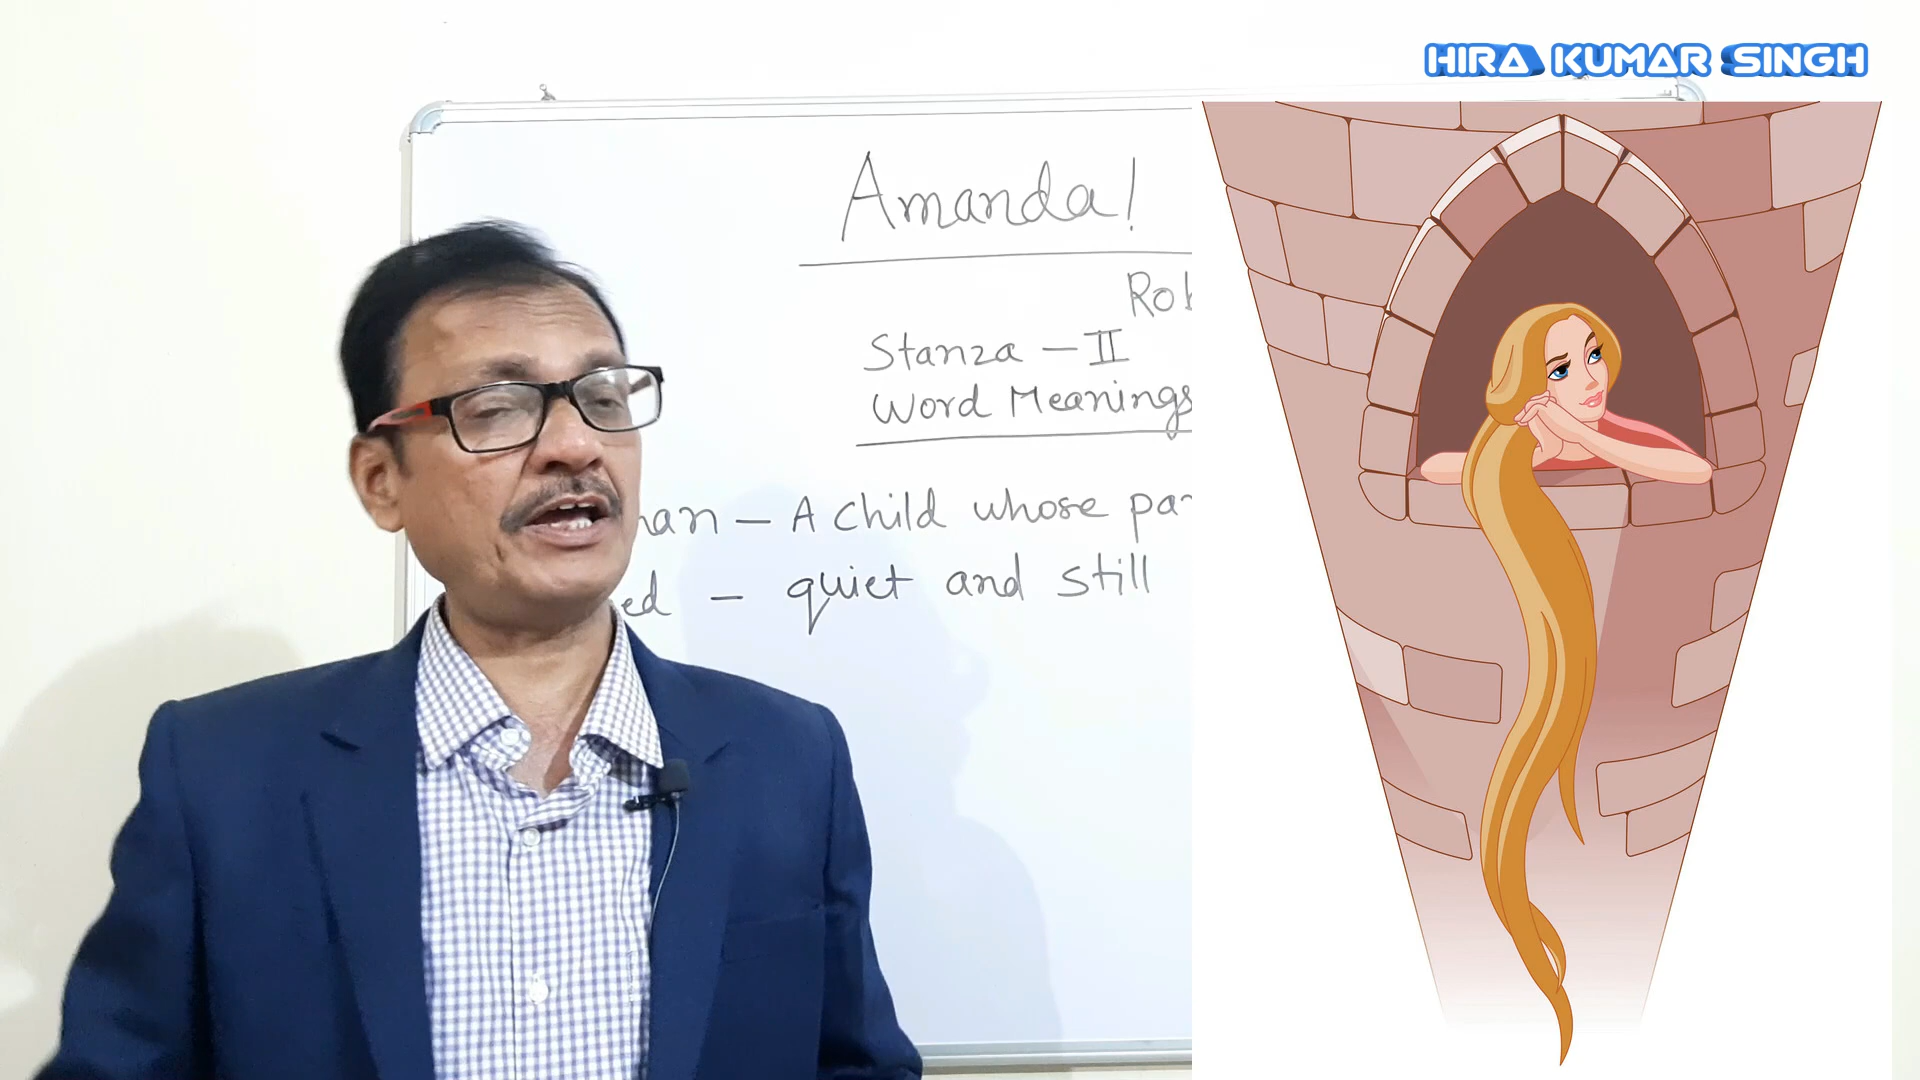 HIRA KUMAR SINGH
Amanda!
Stanza - II
Word Meanings
— A child whose
— quiet and still